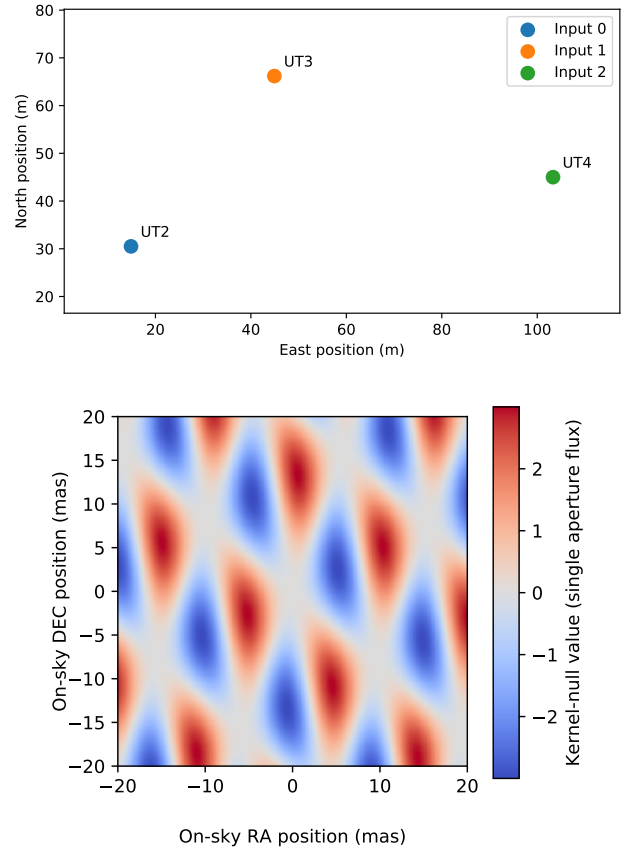 80
70
60
50
40
30
20
North position (m)
UT2
UT3
UT4
Input 0
Input 1
Input 2
20
40
60
80
100
East position (m)
20
15
10
5
0
−5
−10
−15
−20
On-sky DEC position (mas)
−20
−10
0
10
20
On-sky RA position (mas)
2
1
0
−1
−2
Kernel-null value (single aperture flux)